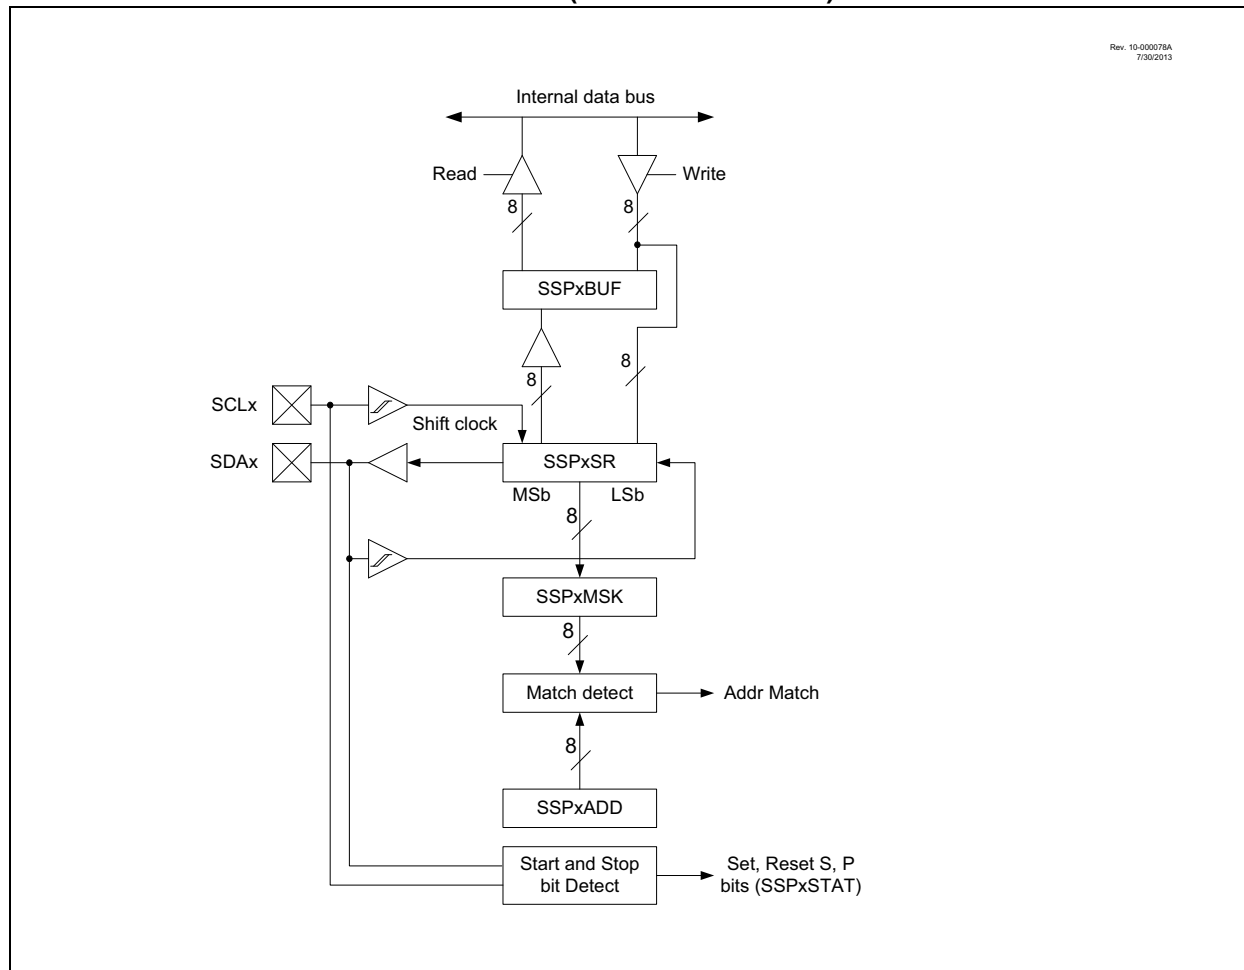 Rev. 10-000078A
7/30/2013
Internal data bus
Read
Write
8
8
SSPxBUF
8
8
SCLx
Shift clock
SDAx
SSPxSR
MSb
LSb
8
SSPxMSK
8
Match detect
Addr Match
8
SSPxADD
Start and Stop
bit Detect
Set, Reset S, P
bits (SSPxSTAT)